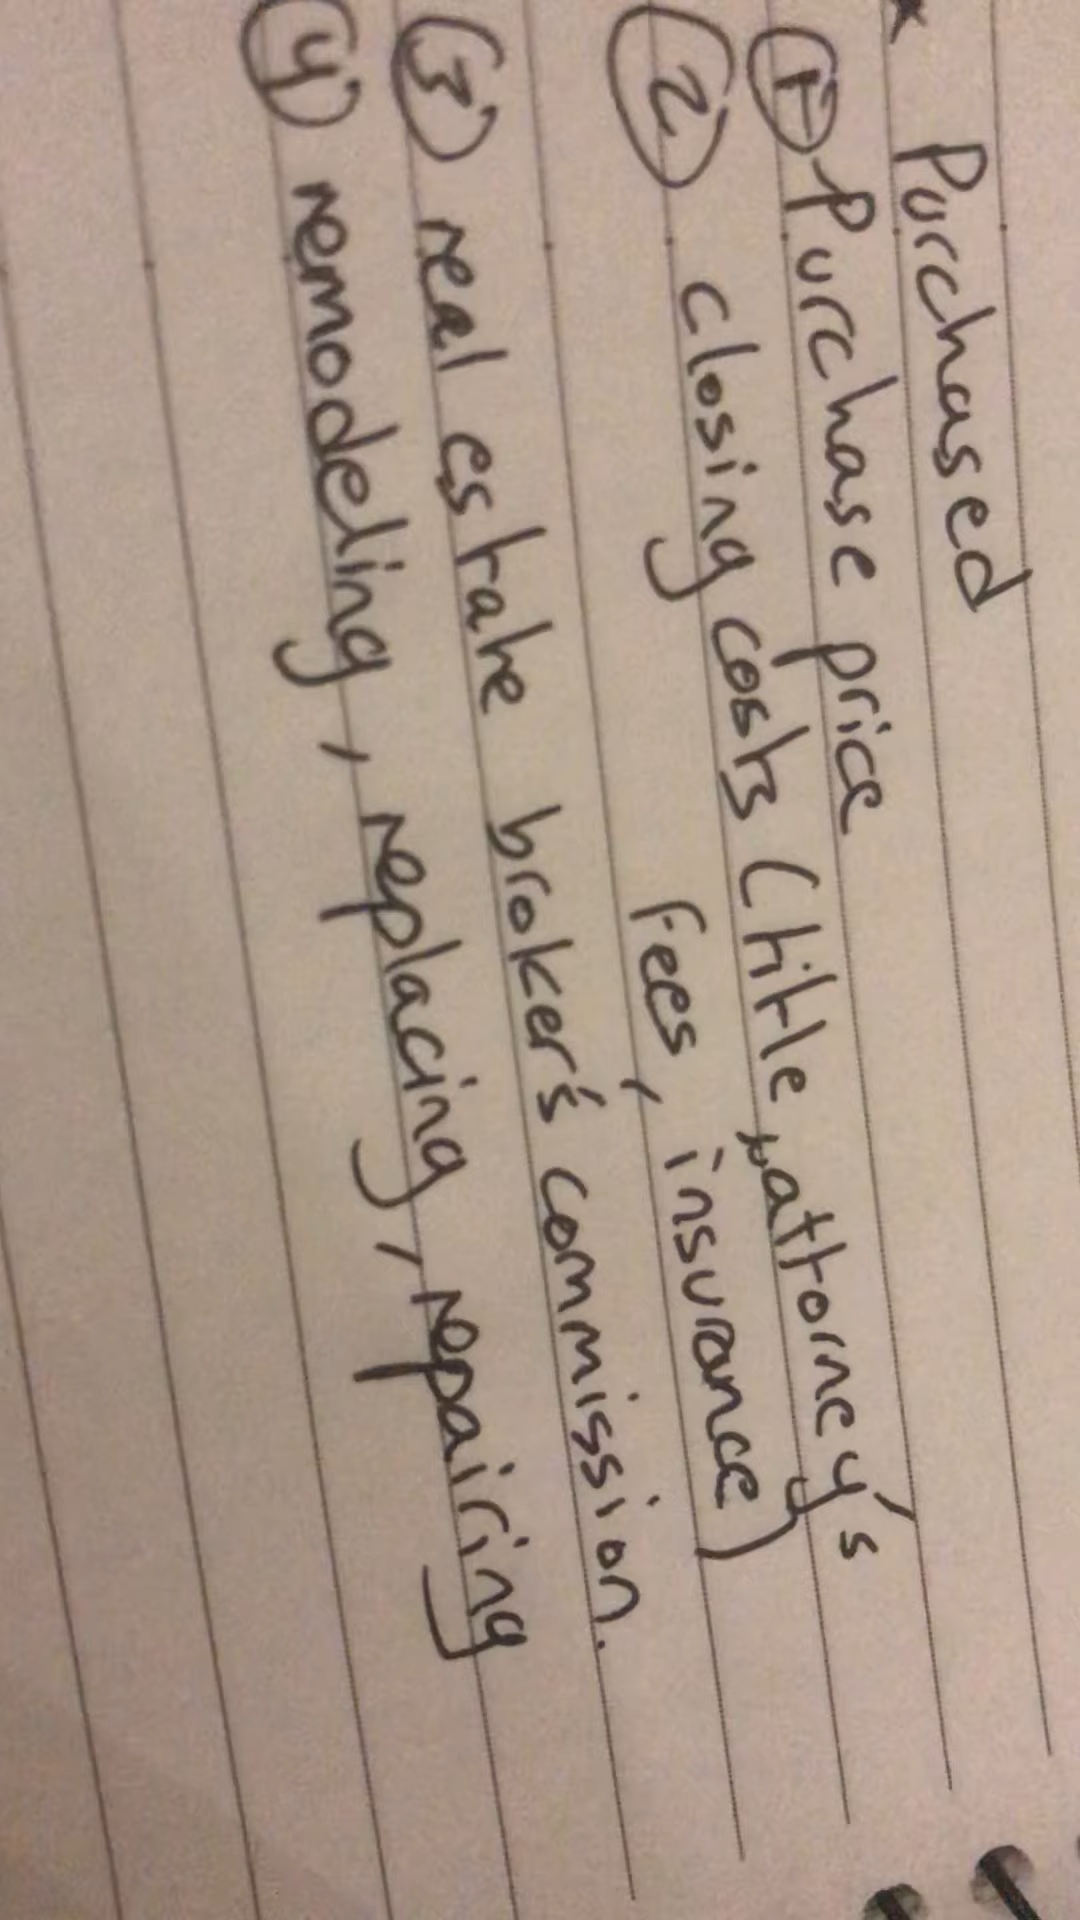 * Purchased
① Purchase price
② closing costs (title, attorney's
fees, insurance)
③ real estate broker's commission.
④ remodeling, replacing, repairing